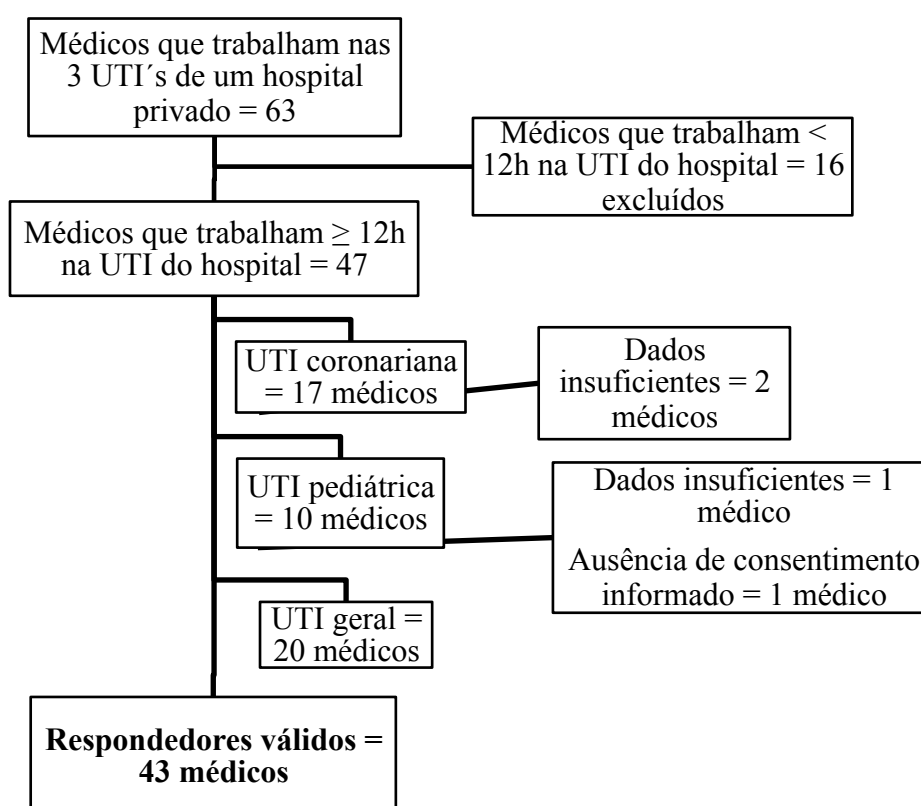 Médicos que trabalham nas
3 UTI´s de um hospital
privado = 63
Médicos que trabalham <
12h na UTI do hospital = 16
excluídos
Médicos que trabalham ≥ 12h
na UTI do hospital = 47
UTI coronariana
= 17 médicos
Dados
insuficientes = 2
médicos
UTI pediátrica
= 10 médicos
Dados insuficientes = 1
médico
Ausência de consentimento
informado = 1 médico
UTI geral =
20 médicos
Respondedores válidos =
43 médicos